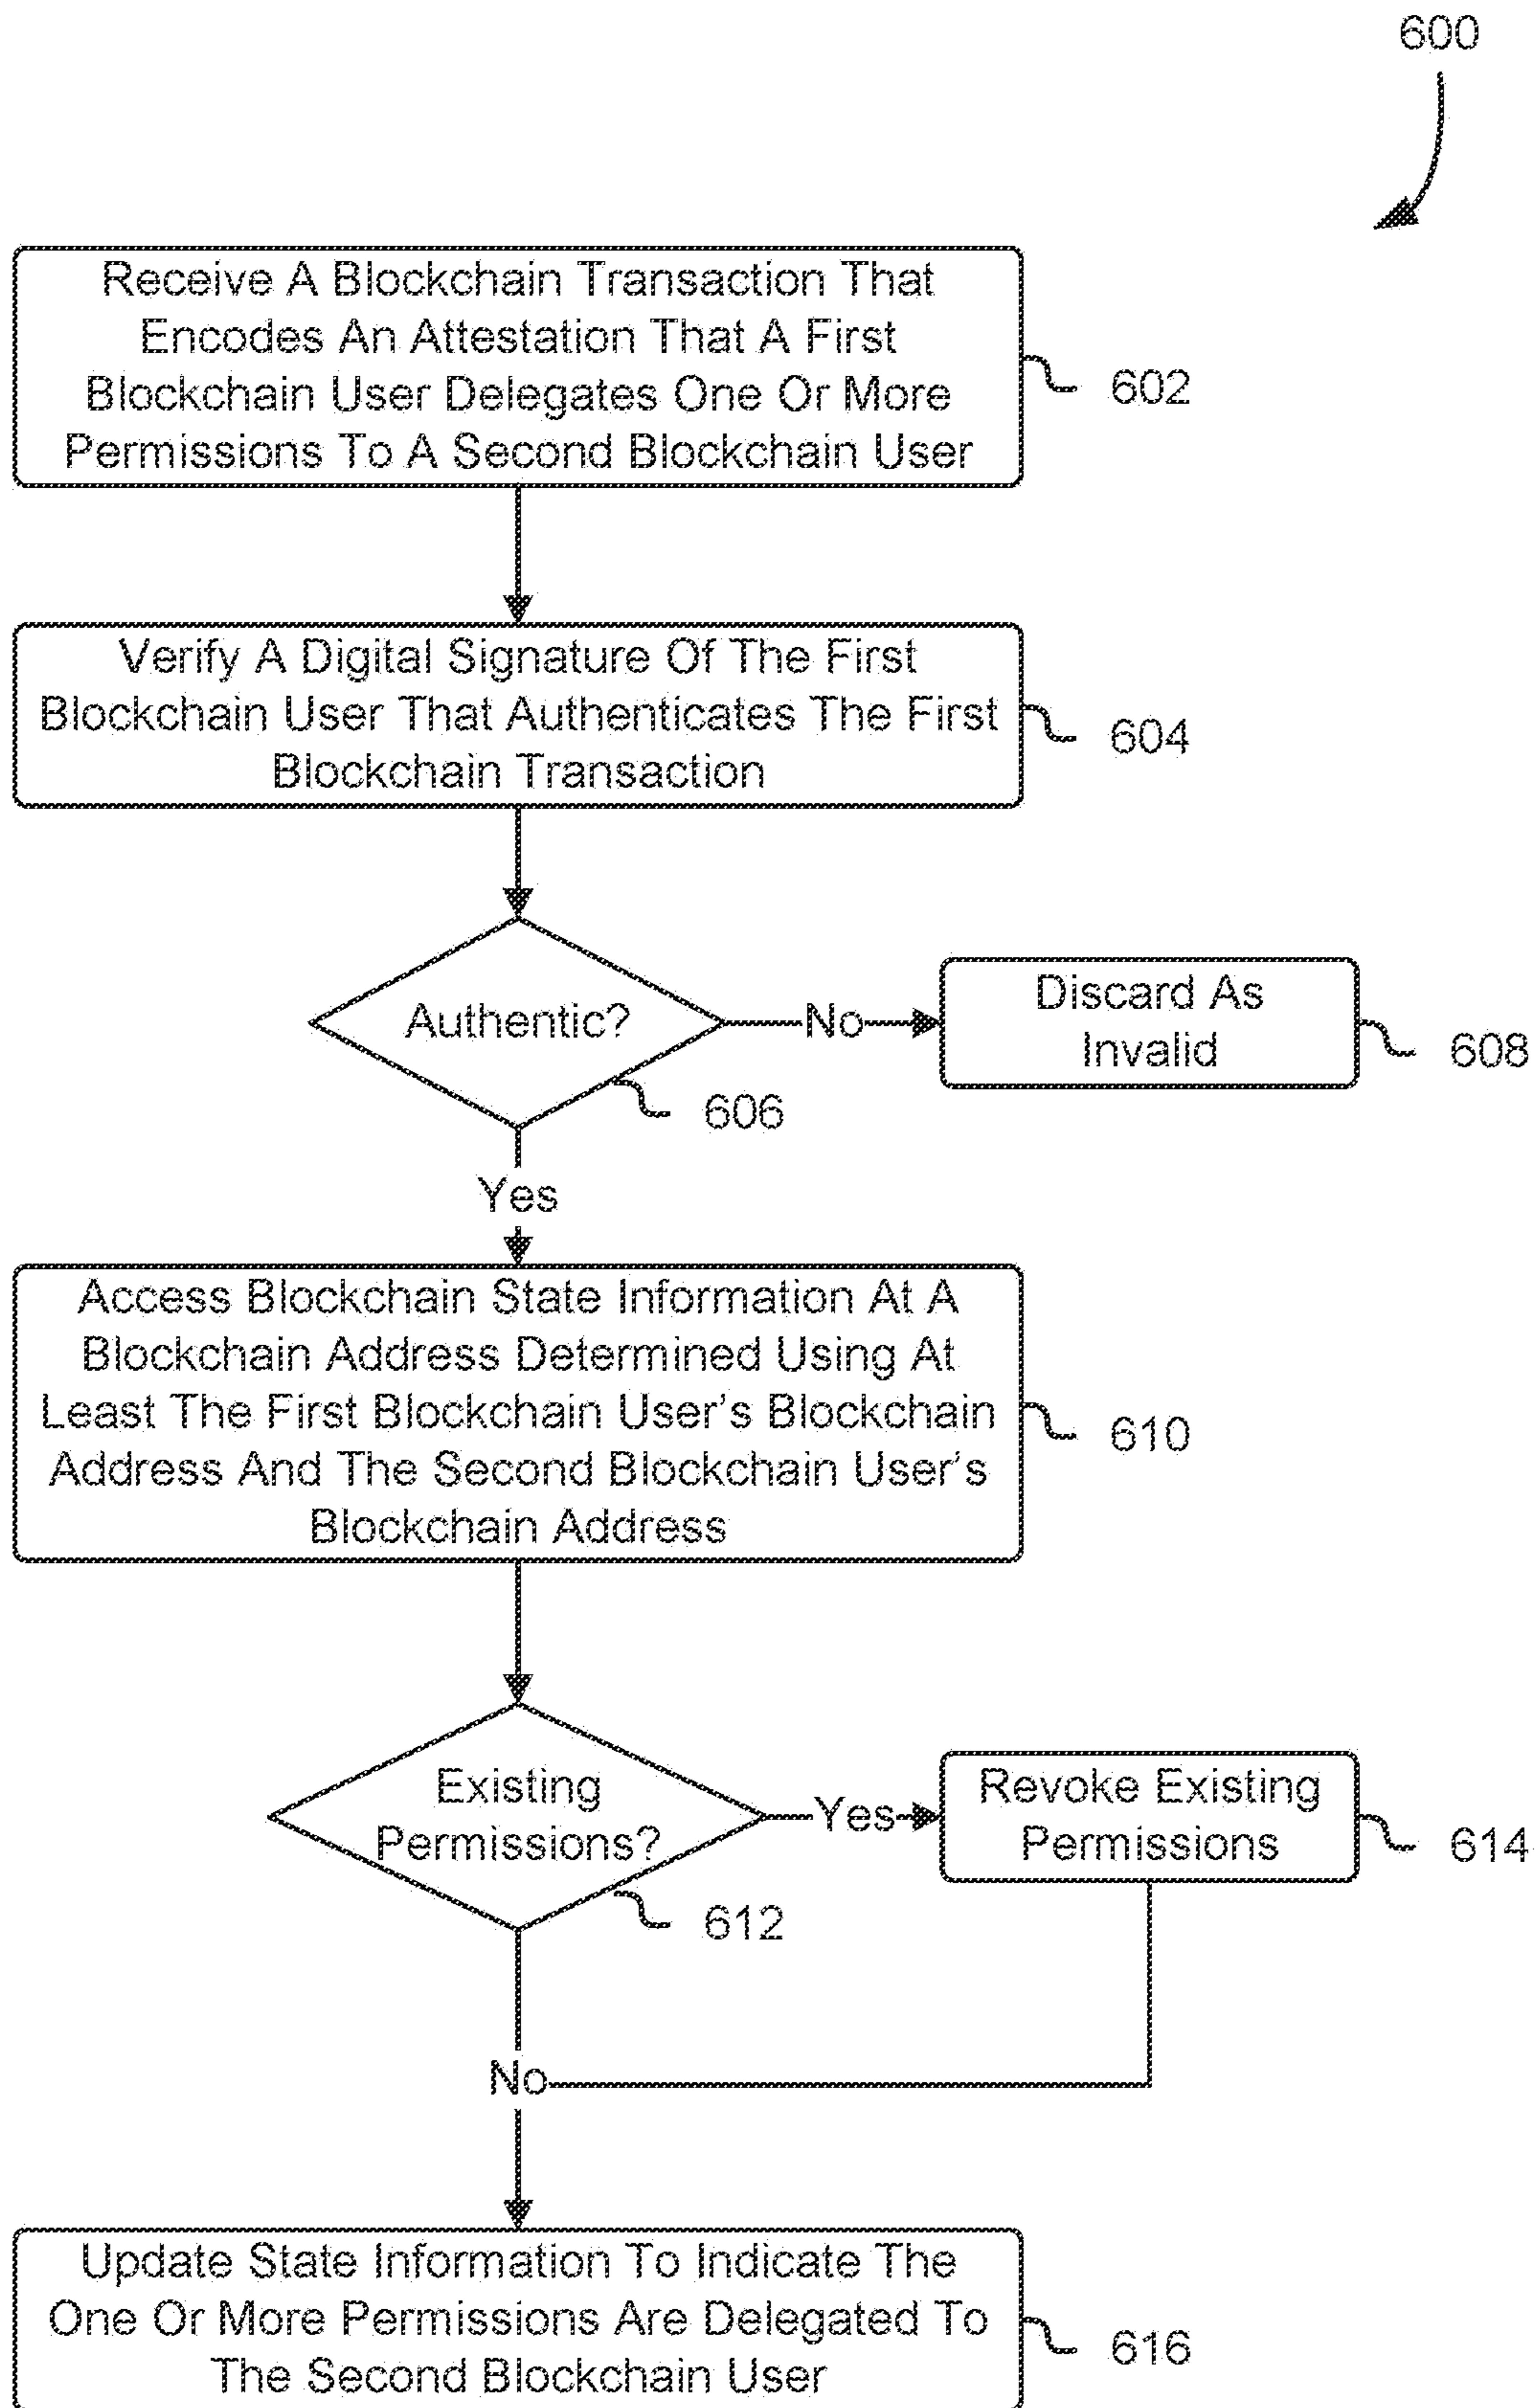 600
Receive A Blockchain Transaction That
Encodes An Attestation That A First
Blockchain User Delegates One Or More
Permissions To A Second Blockchain User
602
Verify A Digital Signature Of The First
Blockchain User That Authenticates The First
Blockchain Transaction
604
Authentic?
No
Discard As
Invalid
608
606
Yes
Access Blockchain State Information At A
Blockchain Address Determined Using At
Least The First Blockchain User's Blockchain
Address And The Second Blockchain User's
Blockchain Address
610
Existing
Permissions?
Yes
Revoke Existing
Permissions
614
612
No
Update State Information To Indicate The
One Or More Permissions Are Delegated To
The Second Blockchain User
616